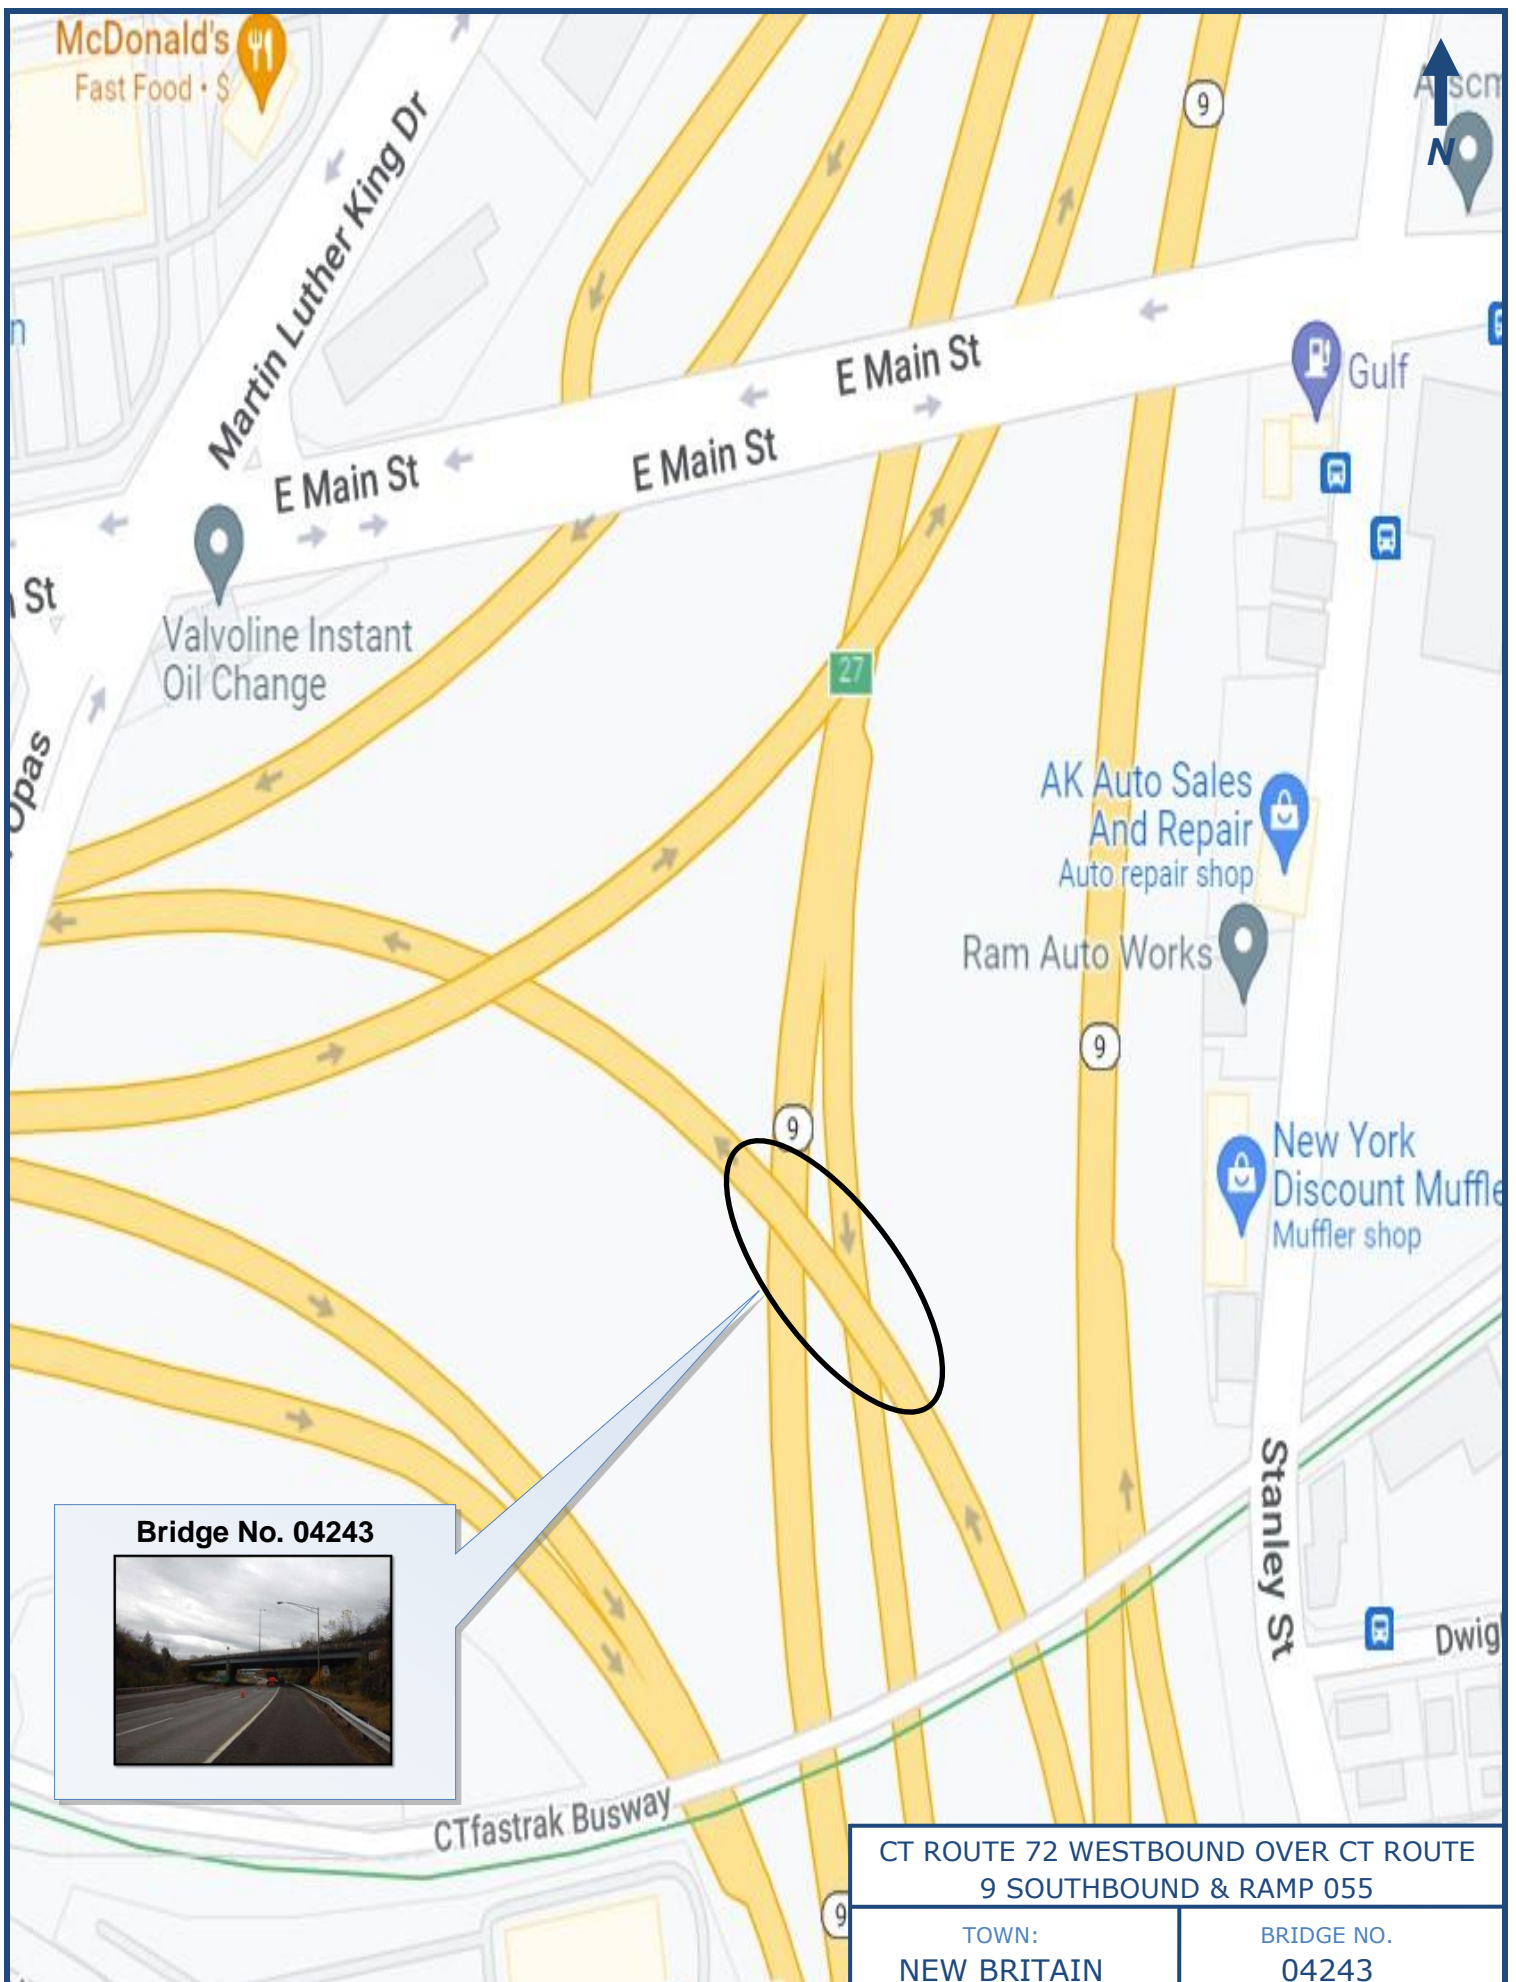 McDonald's
Fast Food • $
Martin Luther King Dr
9
N
E Main St
Gulf
E Main St
E Main St
St
Valvoline Instant
Oil Change
27
AK Auto Sales
And Repair
Auto repair shop
Ram Auto Works
9
9
New York
Discount Muffle
Muffler shop
Stanley St
Bridge No. 04243
Dwig
CTfastrak Busway
9
CT ROUTE 72 WESTBOUND OVER CT ROUTE
9 SOUTHBOUND & RAMP 055
TOWN:
NEW BRITAIN
BRIDGE NO.
04243